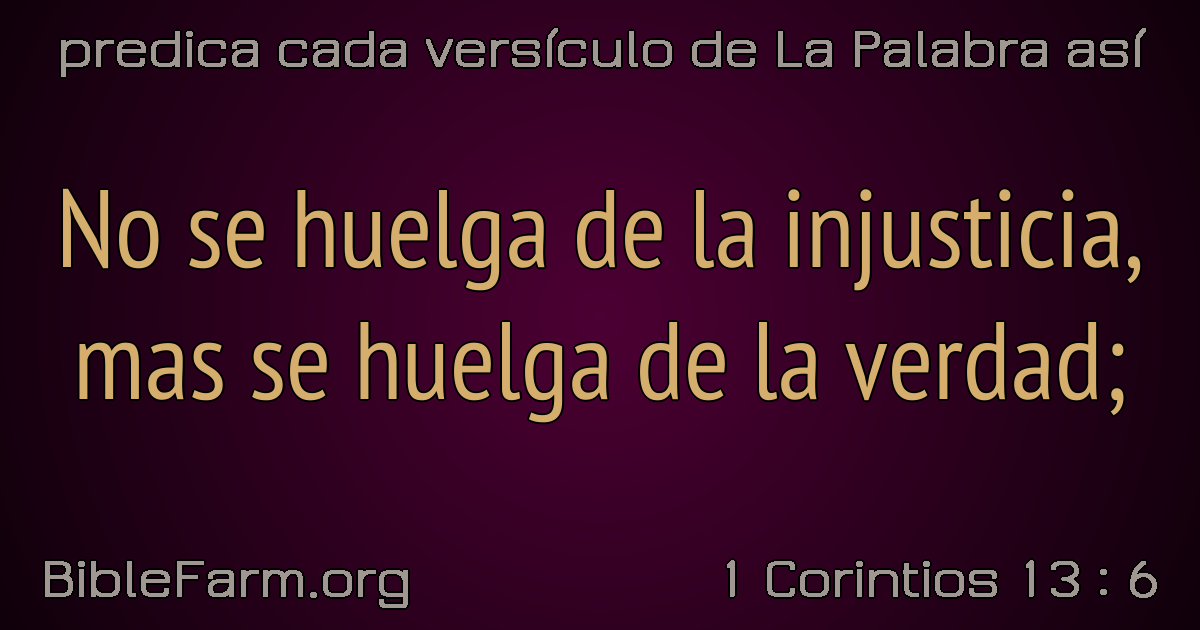 predica cada versículo de La Palabra así
No se huelga de la injusticia,
mas se huelga de la verdad;
BibleFarm.org
1 Corintios 13 : 6